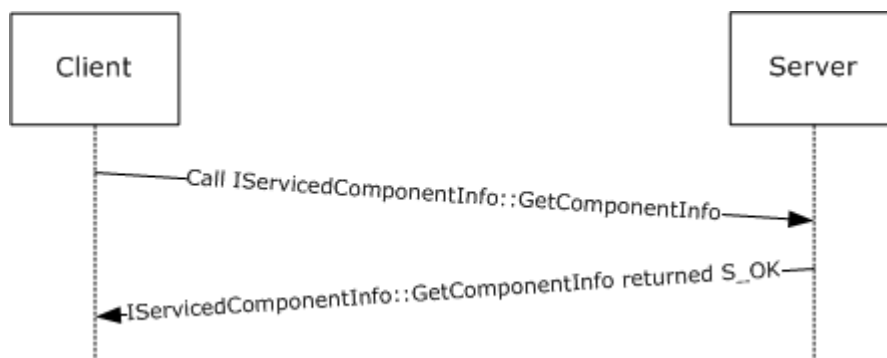 Client
Server
Call IServicedComponentInfo::GetComponentInfo
IServicedComponentInfo::GetComponentInfo returned S_OK